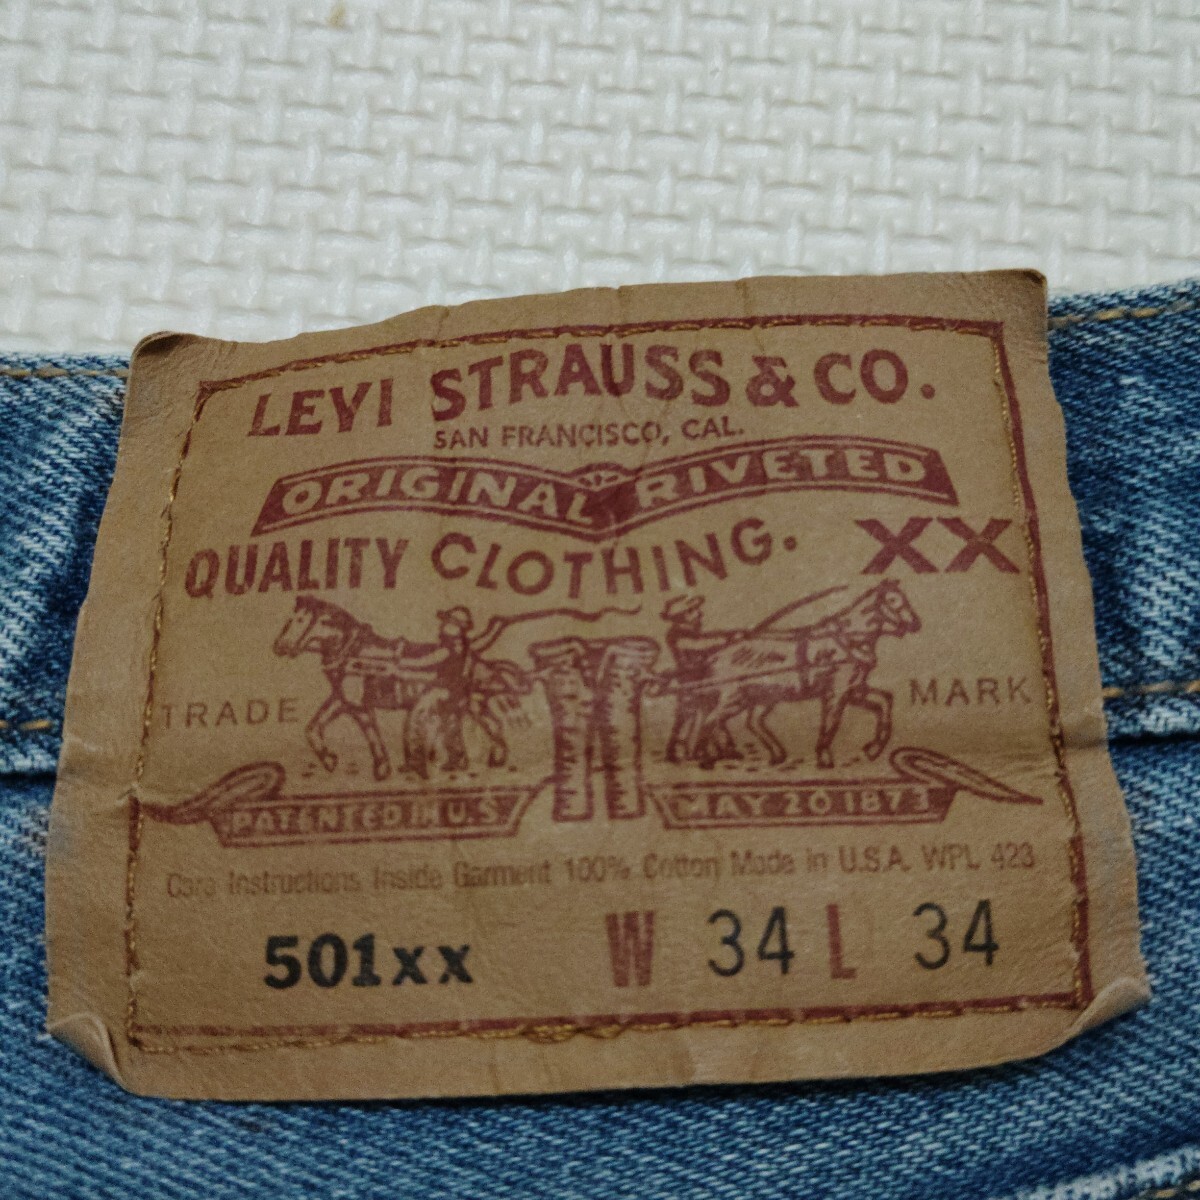 LEVI STRAUSS & CO.
SAN FRANCISCO, CAL.
ORIGINAL RIVETED
QUALITY CLOTHING. XX
TRADE MARK
PATENTED IN U.S MAY 20 1873
Care Instructions Inside Garment 100% Cotton Made in U.S.A. WPL 423
501xx W 34 L 34